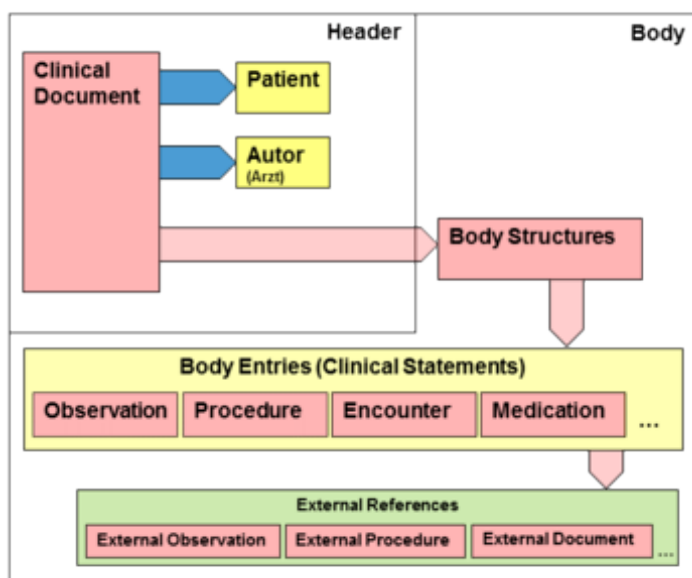 Header
Body
Clinical
Document
Patient
Autor
(Arzt)
Body Structures
Body Entries (Clinical Statements)
Observation
Procedure
Encounter
Medication
...
External References
External Observation
External Procedure
External Document
...